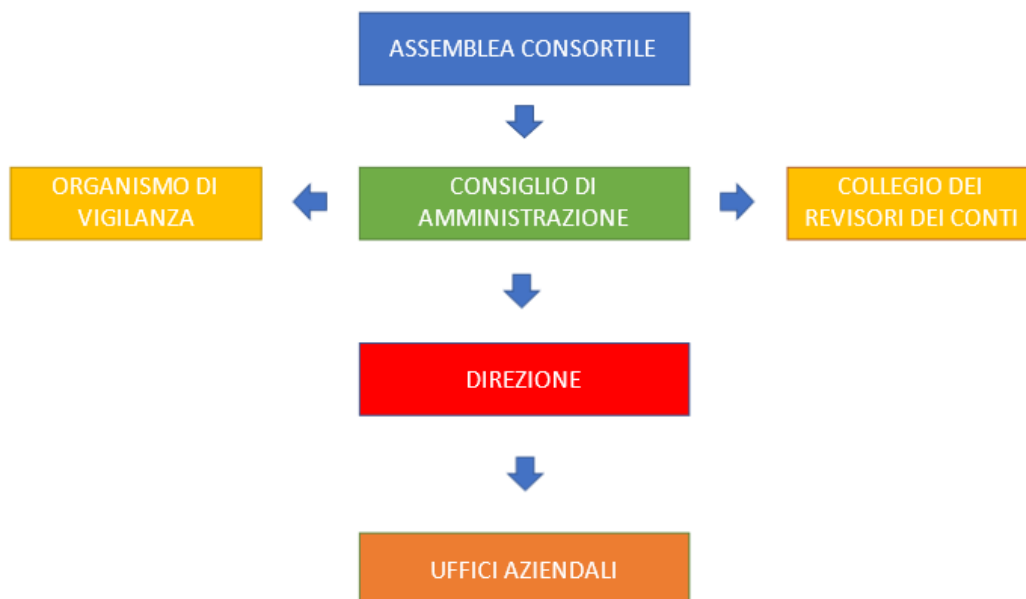 ASSEMBLEA CONSORTILE
ORGANISMO DI
VIGILANZA
CONSIGLIO DI
AMMINISTRAZIONE
COLLEGIO DEI
REVISORI DEI CONTI
DIREZIONE
UFFICI AZIENDALI